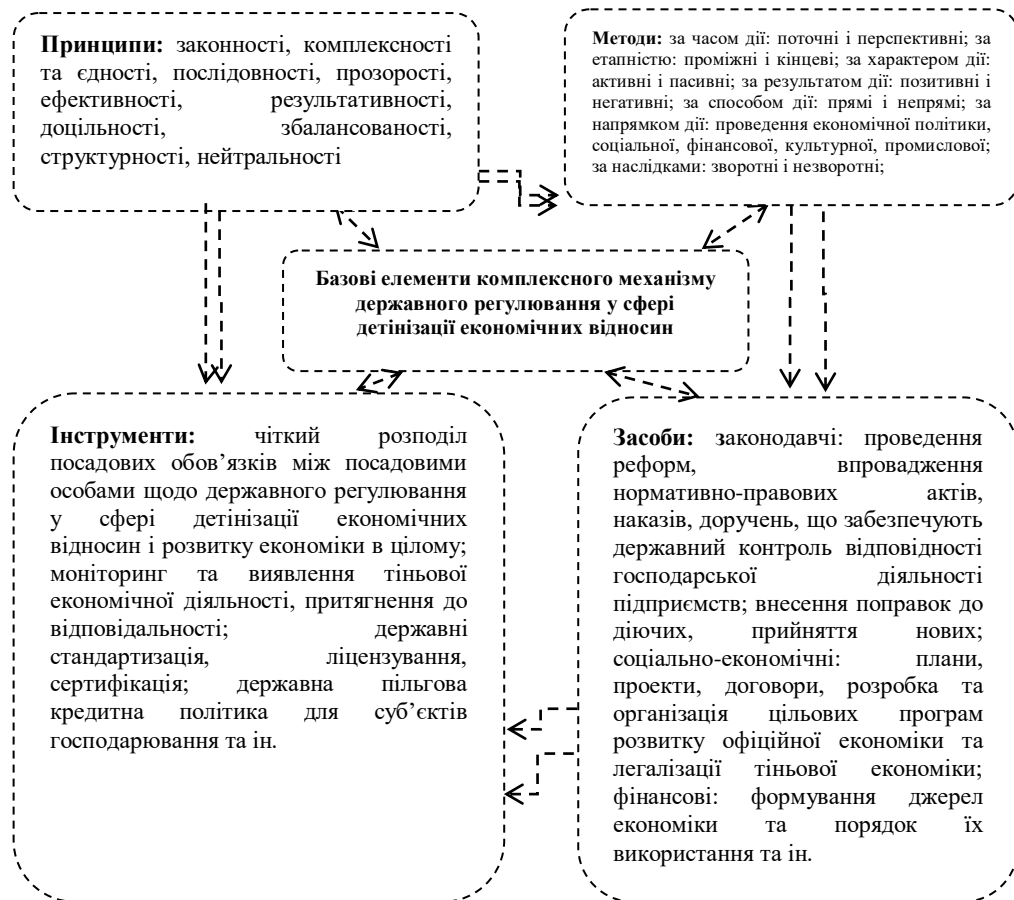 Принципи: законності, комплексності
та єдності, послідовності, прозорості,
ефективності, результативності,
доцільності, збалансованості,
структурності, нейтральності
Методи: за часом дії: поточні і перспективні; за
етапністю: проміжні і кінцеві; за характером дії:
активні і пасивні; за результатом дії: позитивні і
негативні; за способом дії: прямі і непрямі; за
напрямком дії: проведення економічної політики,
соціальної, фінансової, культурної, промислової;
за наслідками: зворотні і незворотні;
Базові елементи комплексного механізму
державного регулювання у сфері
детінізації економічних відносин
Інструменти: чіткий розподіл
посадових обов’язків між посадовими
особами щодо державного регулювання
у сфері детінізації економічних
відносин і розвитку економіки в цілому;
моніторинг та виявлення тіньової
економічної діяльності, притягнення до
відповідальності; державні
стандартизація, ліцензування,
сертифікація; державна пільгова
кредитна політика для суб’єктів
господарювання та ін.
Засоби: законодавчі: проведення
реформ, впровадження
нормативно-правових актів,
наказів, доручень, що забезпечують
державний контроль відповідності
господарської діяльності
підприємств; внесення поправок до
діючих, прийняття нових;
соціально-економічні: плани,
проекти, договори, розробка та
організація цільових програм
розвитку офіційної економіки та
легалізації тіньової економіки;
фінансові: формування джерел
економіки та порядок їх
використання та ін.